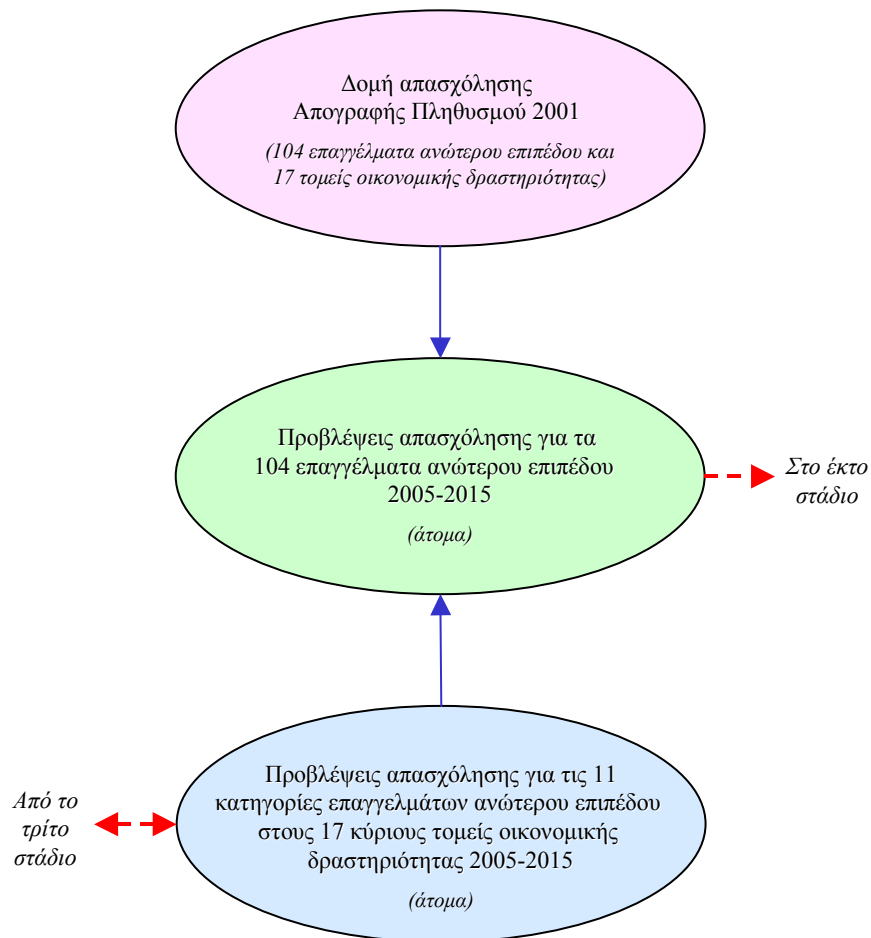 Δομή απασχόλησης
Απογραφής Πληθυσμού 2001
(104 επαγγέλματα ανώτερου επιπέδου και
17 τομείς οικονομικής δραστηριότητας)
Προβλέψεις απασχόλησης για τα
104 επαγγέλματα ανώτερου επιπέδου
2005-2015
(άτομα)
Στο έκτο
στάδιο
Προβλέψεις απασχόλησης για τις 11
κατηγορίες επαγγελμάτων ανώτερου επιπέδου
στους 17 κύριους τομείς οικονομικής
δραστηριότητας 2005-2015
(άτομα)
Από το
τρίτο
στάδιο